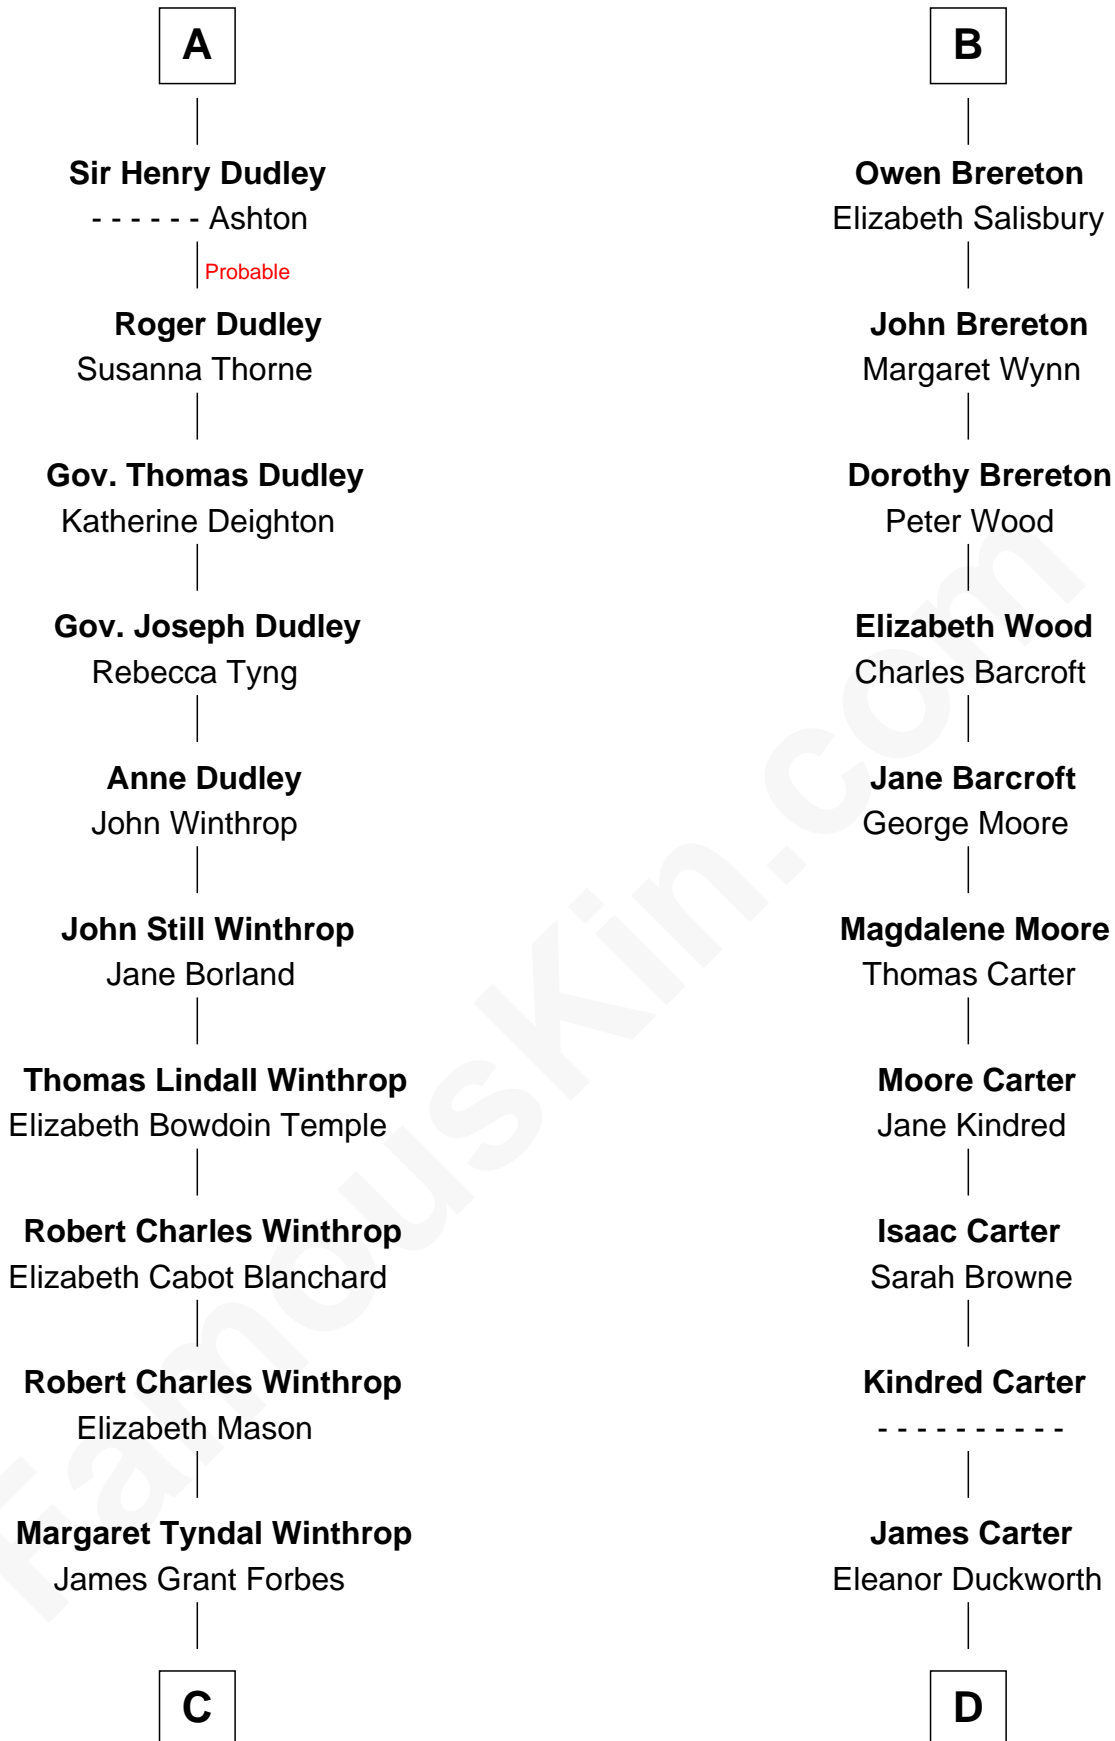 A
Sir Henry Dudley
- - - - - - Ashton
Probable
Roger Dudley
Susanna Thorne
Gov. Thomas Dudley
Katherine Deighton
Gov. Joseph Dudley
Rebecca Tyng
Anne Dudley
John Winthrop
John Still Winthrop
Jane Borland
Thomas Lindall Winthrop
Elizabeth Bowdoin Temple
Robert Charles Winthrop
Elizabeth Cabot Blanchard
Robert Charles Winthrop
Elizabeth Mason
Margaret Tyndal Winthrop
James Grant Forbes
C
B
Owen Brereton
Elizabeth Salisbury
John Brereton
Margaret Wynn
Dorothy Brereton
Peter Wood
Elizabeth Wood
Charles Barcroft
Jane Barcroft
George Moore
Magdalene Moore
Thomas Carter
Moore Carter
Jane Kindred
Isaac Carter
Sarah Browne
Kindred Carter
- - - - - - - - - -
James Carter
Eleanor Duckworth
D
FamousKin.com